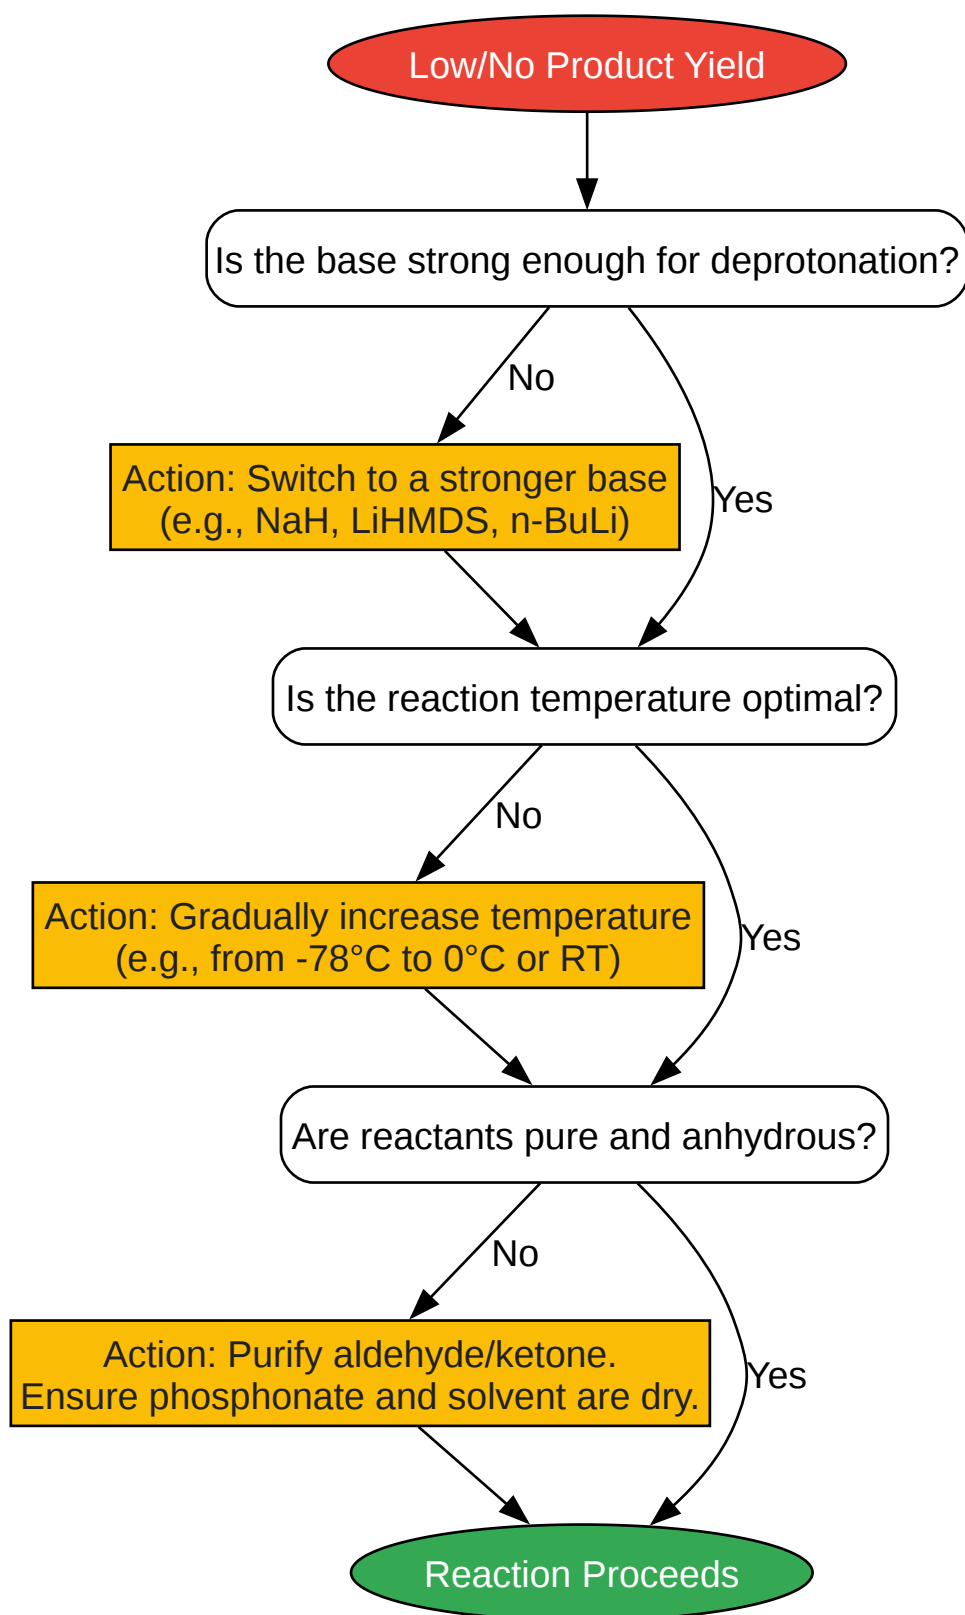 Low/No Product Yield
Is the base strong enough for deprotonation?
No
Action: Switch to a stronger base
(e.g., NaH, LiHMDS, n-BuLi)
Yes
Is the reaction temperature optimal?
No
Action: Gradually increase temperature
(e.g., from -78°C to 0°C or RT)
Yes
Are reactants pure and anhydrous?
No
Action: Purify aldehyde/ketone.
Ensure phosphonate and solvent are dry.
Yes
Reaction Proceeds